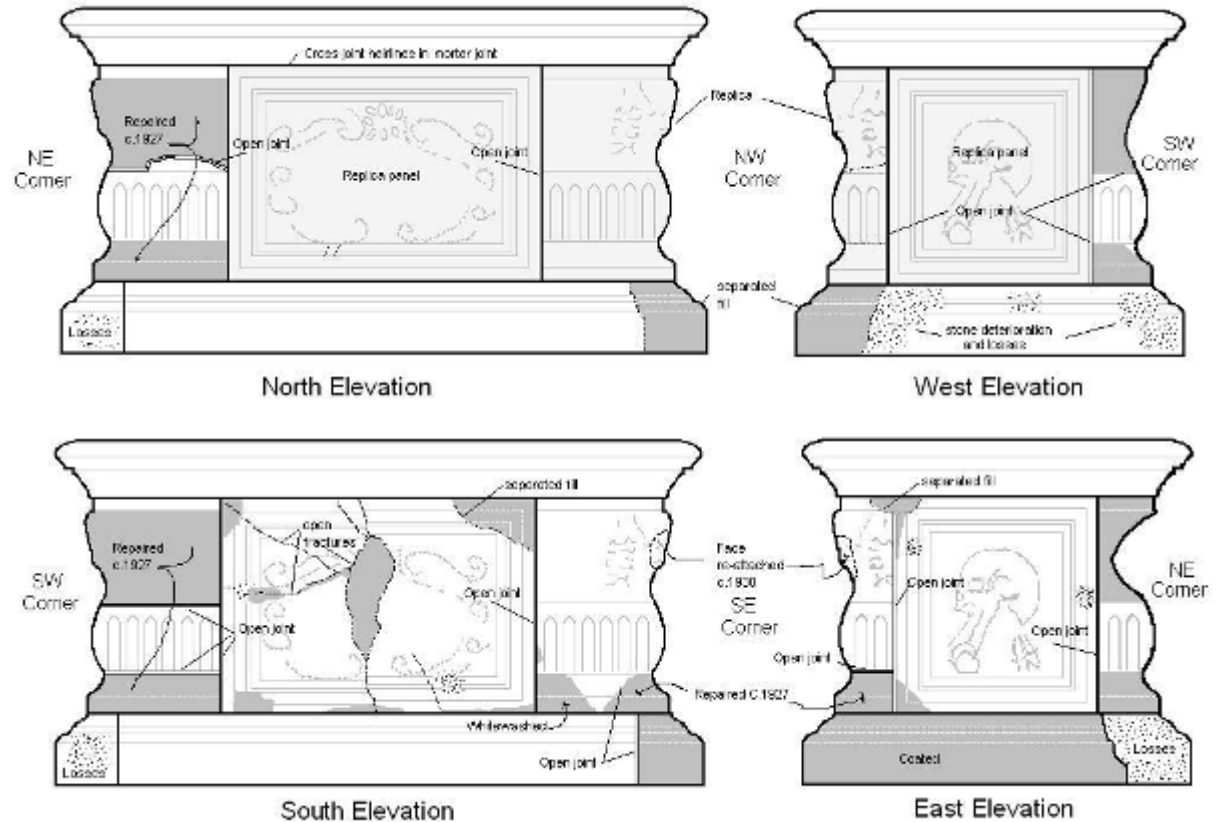 Cross joint hairlines in mortar joint
Repaired
c.1927
Open joint
NE
Corner
Replica panel
Open joint
Losses
North Elevation
Replica
NW
Corner
separated
fill
Replica panel
Open joint
SW
Corner
stone deterioration
and losses
West Elevation
separated fill
open
fractures
Repaired
c.1927
SW
Corner
Open joint
Open joint
Whitewashed
Open joint
Losses
South Elevation
Face
re-attached
c.1930
SE
Corner
Repaired C.1927
separated fill
Open joint
Open joint
Open joint
NE
Corner
Coated
Losses
East Elevation